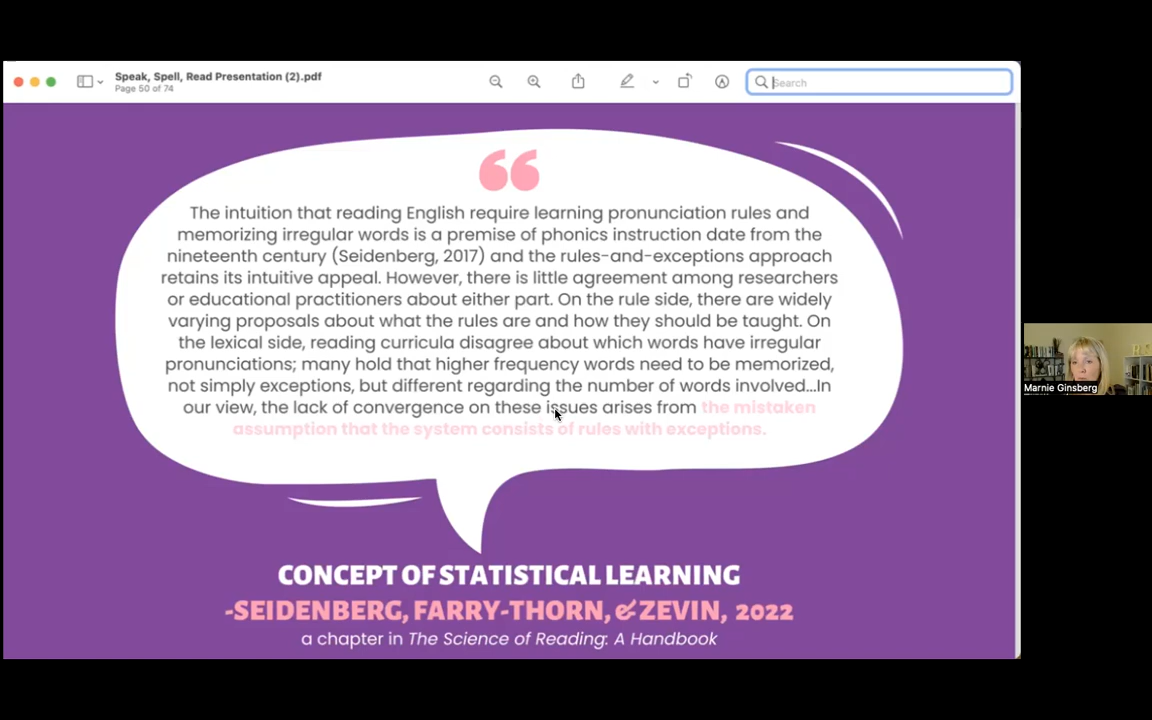 Speak, Spell, Read Presentation (2).pdf
Page 50 of 74
Search
The intuition that reading English require learning pronunciation rules and
memorizing irregular words is a premise of phonics instruction date from the
nineteenth century (Seidenberg, 2017) and the rules-and-exceptions approach
retains its intuitive appeal. However, there is little agreement among researchers
or educational practitioners about either part. On the rule side, there are widely
varying proposals about what the rules are and how they should be taught. On
the lexical side, reading curricula disagree about which words have irregular
pronunciations; many hold that higher frequency words need to be memorized,
not simply exceptions, but different regarding the number of words involved...In
our view, the lack of convergence on these issues arises from the mistaken
assumption that the system consists of rules with exceptions.
CONCEPT OF STATISTICAL LEARNING
-SEIDENBERG, FARRY-THORN, & ZEVIN, 2022
a chapter in The Science of Reading: A Handbook
Marnie Ginsberg